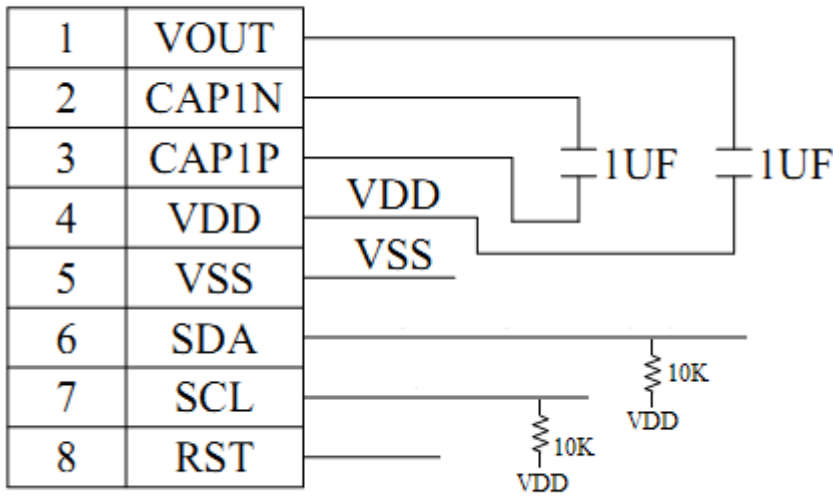 1 VOUT
2 CAP1N
3 CAP1P 1UF 1UF
4 VDD VDD
5 VSS VSS
6 SDA
10K
7 SCL
VDD
8 RST 10K
VDD